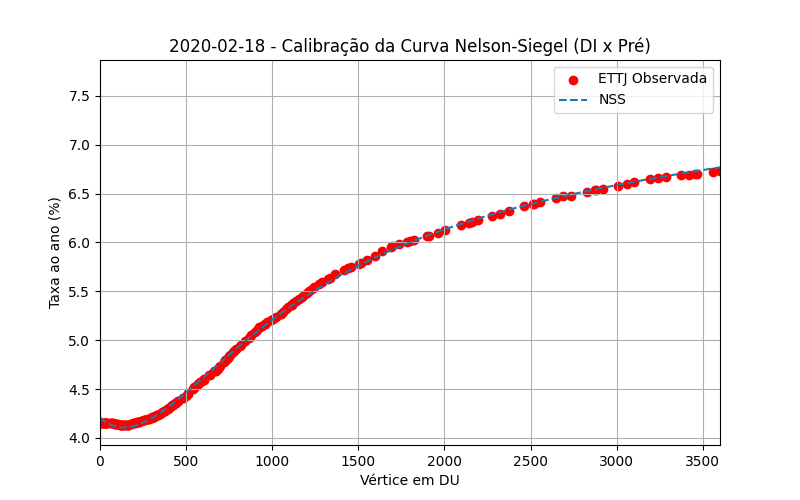 2020-02-18 - Calibração da Curva Nelson-Siegel (DI x Pré)
ETTJ Observada
NSS
Taxa ao ano (%)
7.5
7.0
6.5
6.0
5.5
5.0
4.5
4.0
0 500 1000 1500 2000 2500 3000 3500
Vértice em DU